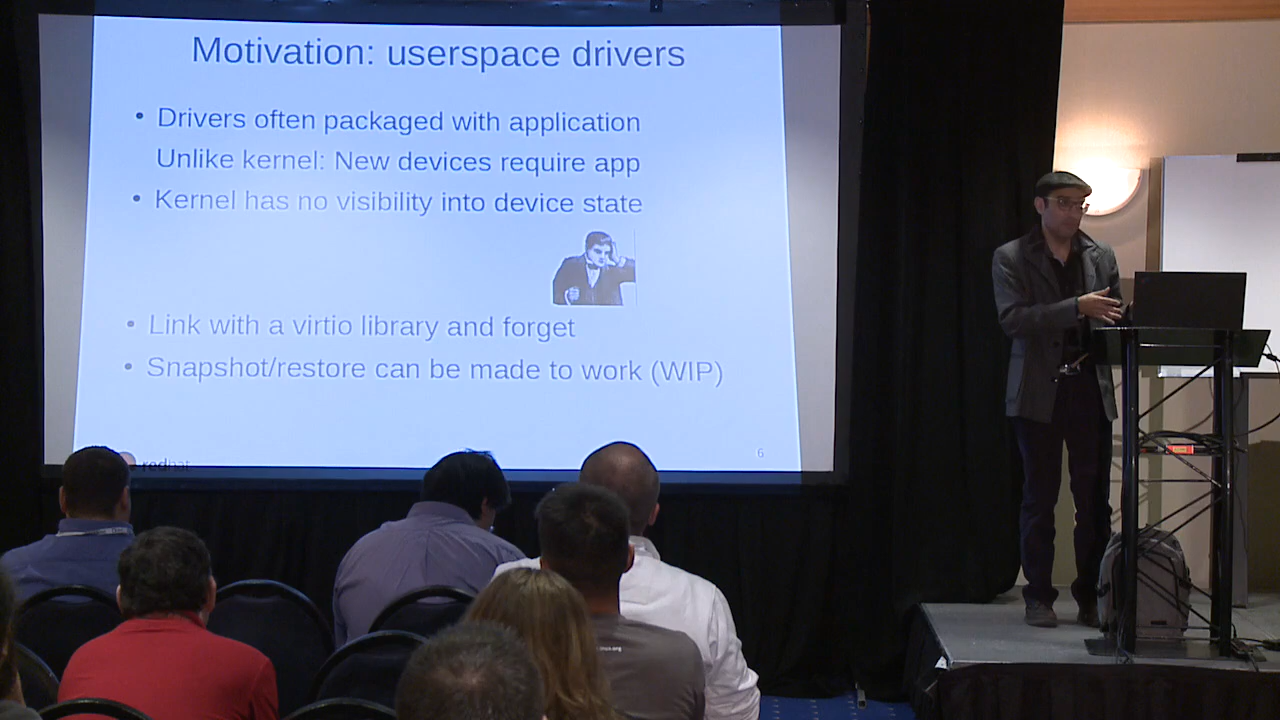 Motivation: userspace drivers
• Drivers often packaged with application
Unlike kernel: New devices require app
• Kernel has no visibility into device state
• Link with a virtio library and forget
• Snapshot/restore can be made to work (WIP)
redhat
6